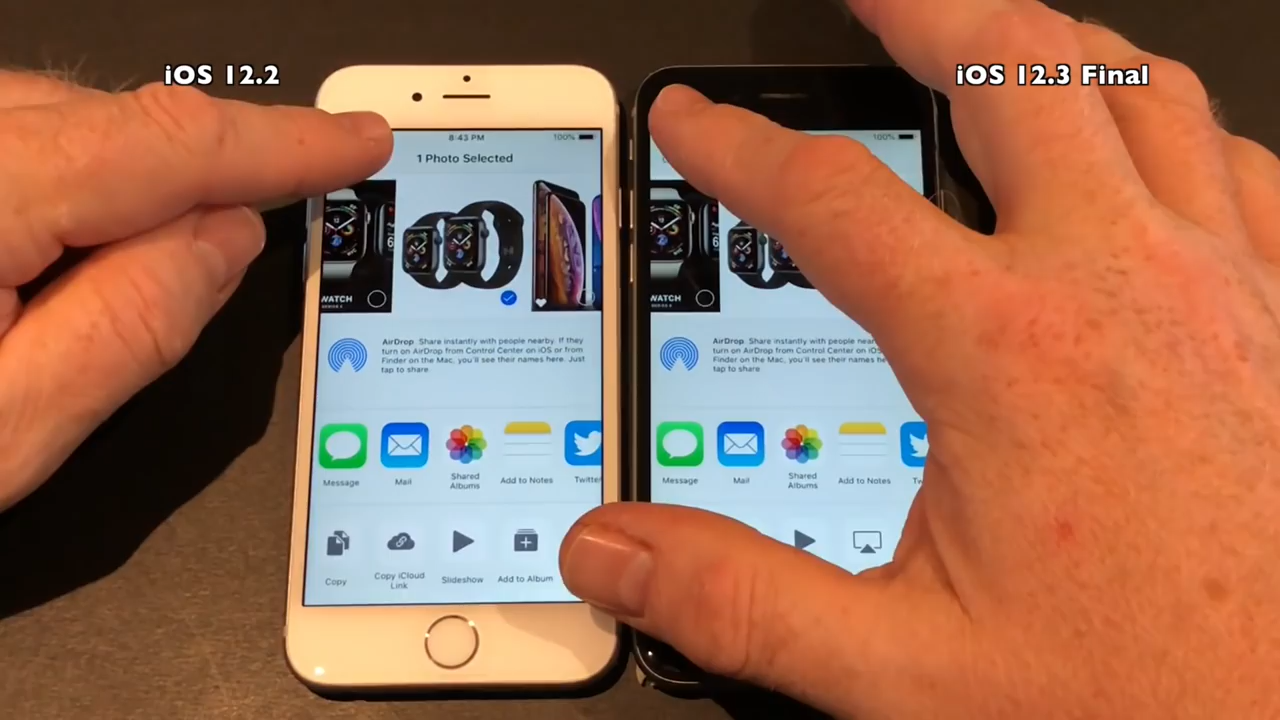 iOS 12.2
iOS 12.3 Final
8:43 PM
100%
1 Photo Selected
WATCH
AirDrop. Share instantly with people nearby. If they
turn on AirDrop from Control Center on iOS or from
Finder on the Mac, you'll see their names here. Just
tap to share.
Message
Mail
Shared
Albums
Add to Notes
Twitter
Copy
Copy iCloud
Link
Slideshow
Add to Album
100%
WATCH
AirDrop. Share instantly with people near
turn on AirDrop from Control Center on iOS
Finder on the Mac, you'll see their names he
tap to share
Message
Mail
Shared
Albums
Add to Notes
Tw